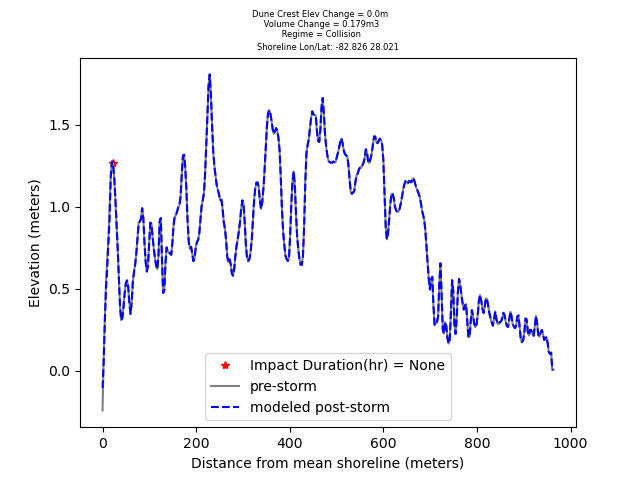 Dune Crest Elev Change = 0.0m
Volume Change = 0.179m3
Regime = Collision
Shoreline Lon/Lat: -82.826 28.021
1.5
1.0
0.5
0.0
Elevation (meters)
Impact Duration(hr) = None
pre-storm
modeled post-storm
0 200 400 600 800 1000
Distance from mean shoreline (meters)